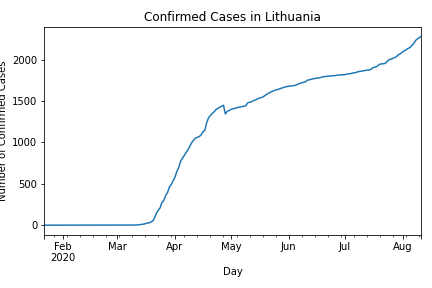 Confirmed Cases in Lithuania
Number of Confirmed Cases
2000
1500
1000
500
0
Feb
2020
Mar
Apr
May
Jun
Jul
Aug
Day